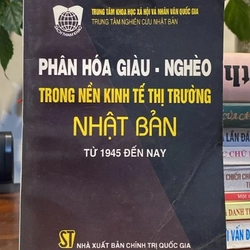 TRUNG TÂM KHOA HỌC XÃ HỘI VÀ NHÂN VĂN QUỐC GIA
TRUNG TÂM NGHIÊN CỨU NHẬT BẢN
PHÂN HÓA GIÀU - NGHÈO
TRONG NỀN KINH TẾ THỊ TRƯỜNG
NHẬT BẢN
TỪ 1945 ĐẾN NAY
ST
NHÀ XUẤT BẢN CHÍNH TRỊ QUỐC GIA